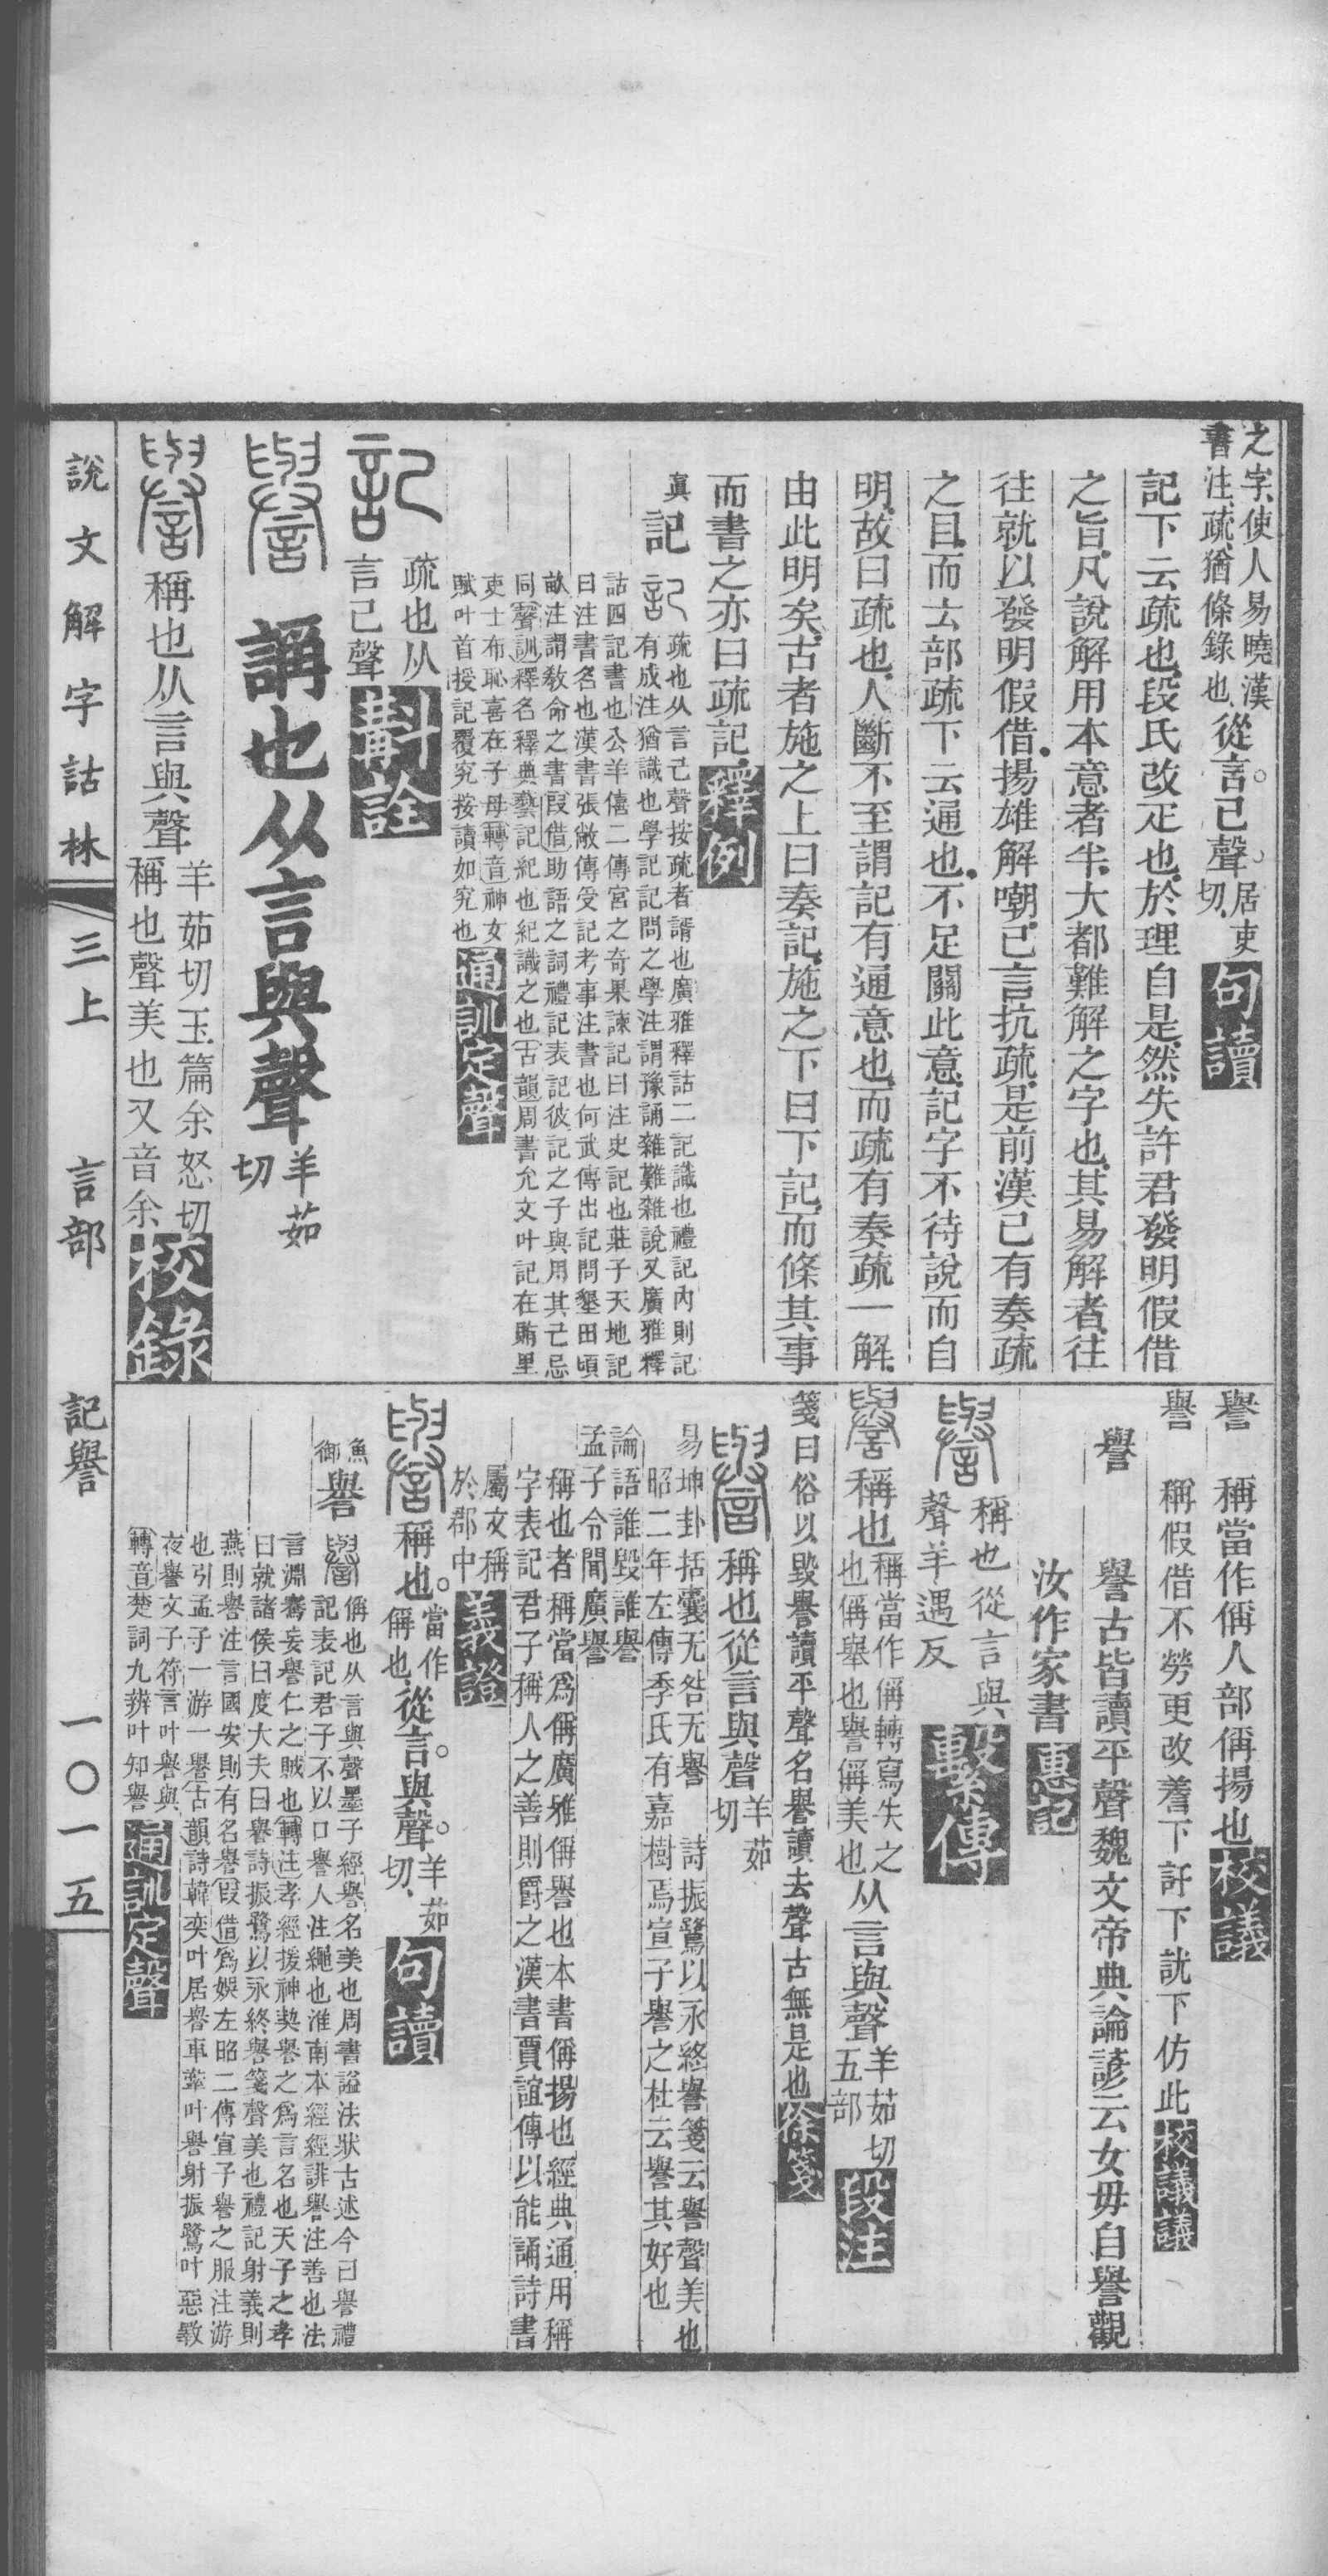 之字、使人易曉、漢
書注、疏、猶條錄也、
從言。己聲。居吏切、句讀
記下云疏也、段氏改疋也、於理自是、然失許君發明假借
之旨、凡說解用本意者半、大都難解之字也、其易解者、往
往就以發明假借、揚雄解嘲、已言抗疏、是前漢已有奏疏
之目、而𠫓部疏下云通也、不足關此意、記字不待說而自
明、故曰疏也、人斷不至謂記有通意也、而疏有奏疏一解、
由此明矣、古者施之上曰奏記、施之下曰下記、而條其事
而書之亦曰疏記、釋例
眞記
記疏也从言己聲按疏者諝也廣雅釋詁二記識也禮記內則記
有成注猶識也學記記問之學注謂豫誦雜難雜說又廣雅釋
詁四記書也公羊僖二傳宮之奇果諫記曰注史記也莊子天地記
曰注書名也漢書張敞傳受記考事注書也何武傳出記問墾田頃
畝注謂教命之書叚借助語之詞禮記表記彼記之子與用其己忌
同聲訓釋名釋典藝記紀也紀識之也古韻周書允文叶記在賄里
吏士布恥喜在子母轉音神女
賦叶首授記覆究按讀如究也通訓定聲
記疏也从
言己聲斠詮
譽 誦也从言與聲羊茹切
譽稱也从言與聲羊茹切玉篇余怒切
稱也聲美也又音余校錄
譽 稱當作偁人部偁揚也校議
譽 稱假借不勞更改諅下訐下詤下仿此校議議
譽 譽古皆讀平聲魏文帝典論諺云女毋自譽觀
汝作家書惠記
譽稱也從言與
聲羊遇反繫傳
譽稱也稱當作偁轉寫失之
也偁舉也譽偁美也从言與聲羊茹切五部段注
箋曰俗以毀譽讀平聲名譽讀去聲古無是也徐箋
譽稱也從言與聲羊茹切
易坤卦括囊无咎无譽 詩振鷺以永終譽箋云譽聲美也
昭二年左傳季氏有嘉樹焉宣子譽之杜云譽其好也
論語誰毀誰譽
孟子令聞廣譽
稱也者稱當爲偁廣雅偁譽也本書偁揚也經典通用稱
字表記君子稱人之善則爵之漢書賈誼傳以能誦詩書
屬文稱
於郡中義證
譽稱也。當作偁也、從言。與聲。羊茹切、句讀
魚御譽
譽偁也从言與聲墨子經譽名美也周書謚法狀古述今曰譽禮
記表記君子不以口譽人注繩也淮南本經經誹譽注善也法
言淵騫妄譽仁之賊也轉注孝經援神契譽之爲言名也天子之孝
曰就諸侯曰度大夫曰譽詩振鷺以永終譽箋聲美也禮記射義則
燕則譽注言國安則有名譽叚借爲娛左昭二傳宣子譽之服注游
也引孟子一游一譽古韻詩韓奕叶居譽車舝叶譽射振鷺叶惡斁
夜譽文子符言叶譽與
轉音楚詞九辨叶知譽通訓定聲
說文解字詁林 三上 言部 記譽 一〇一五